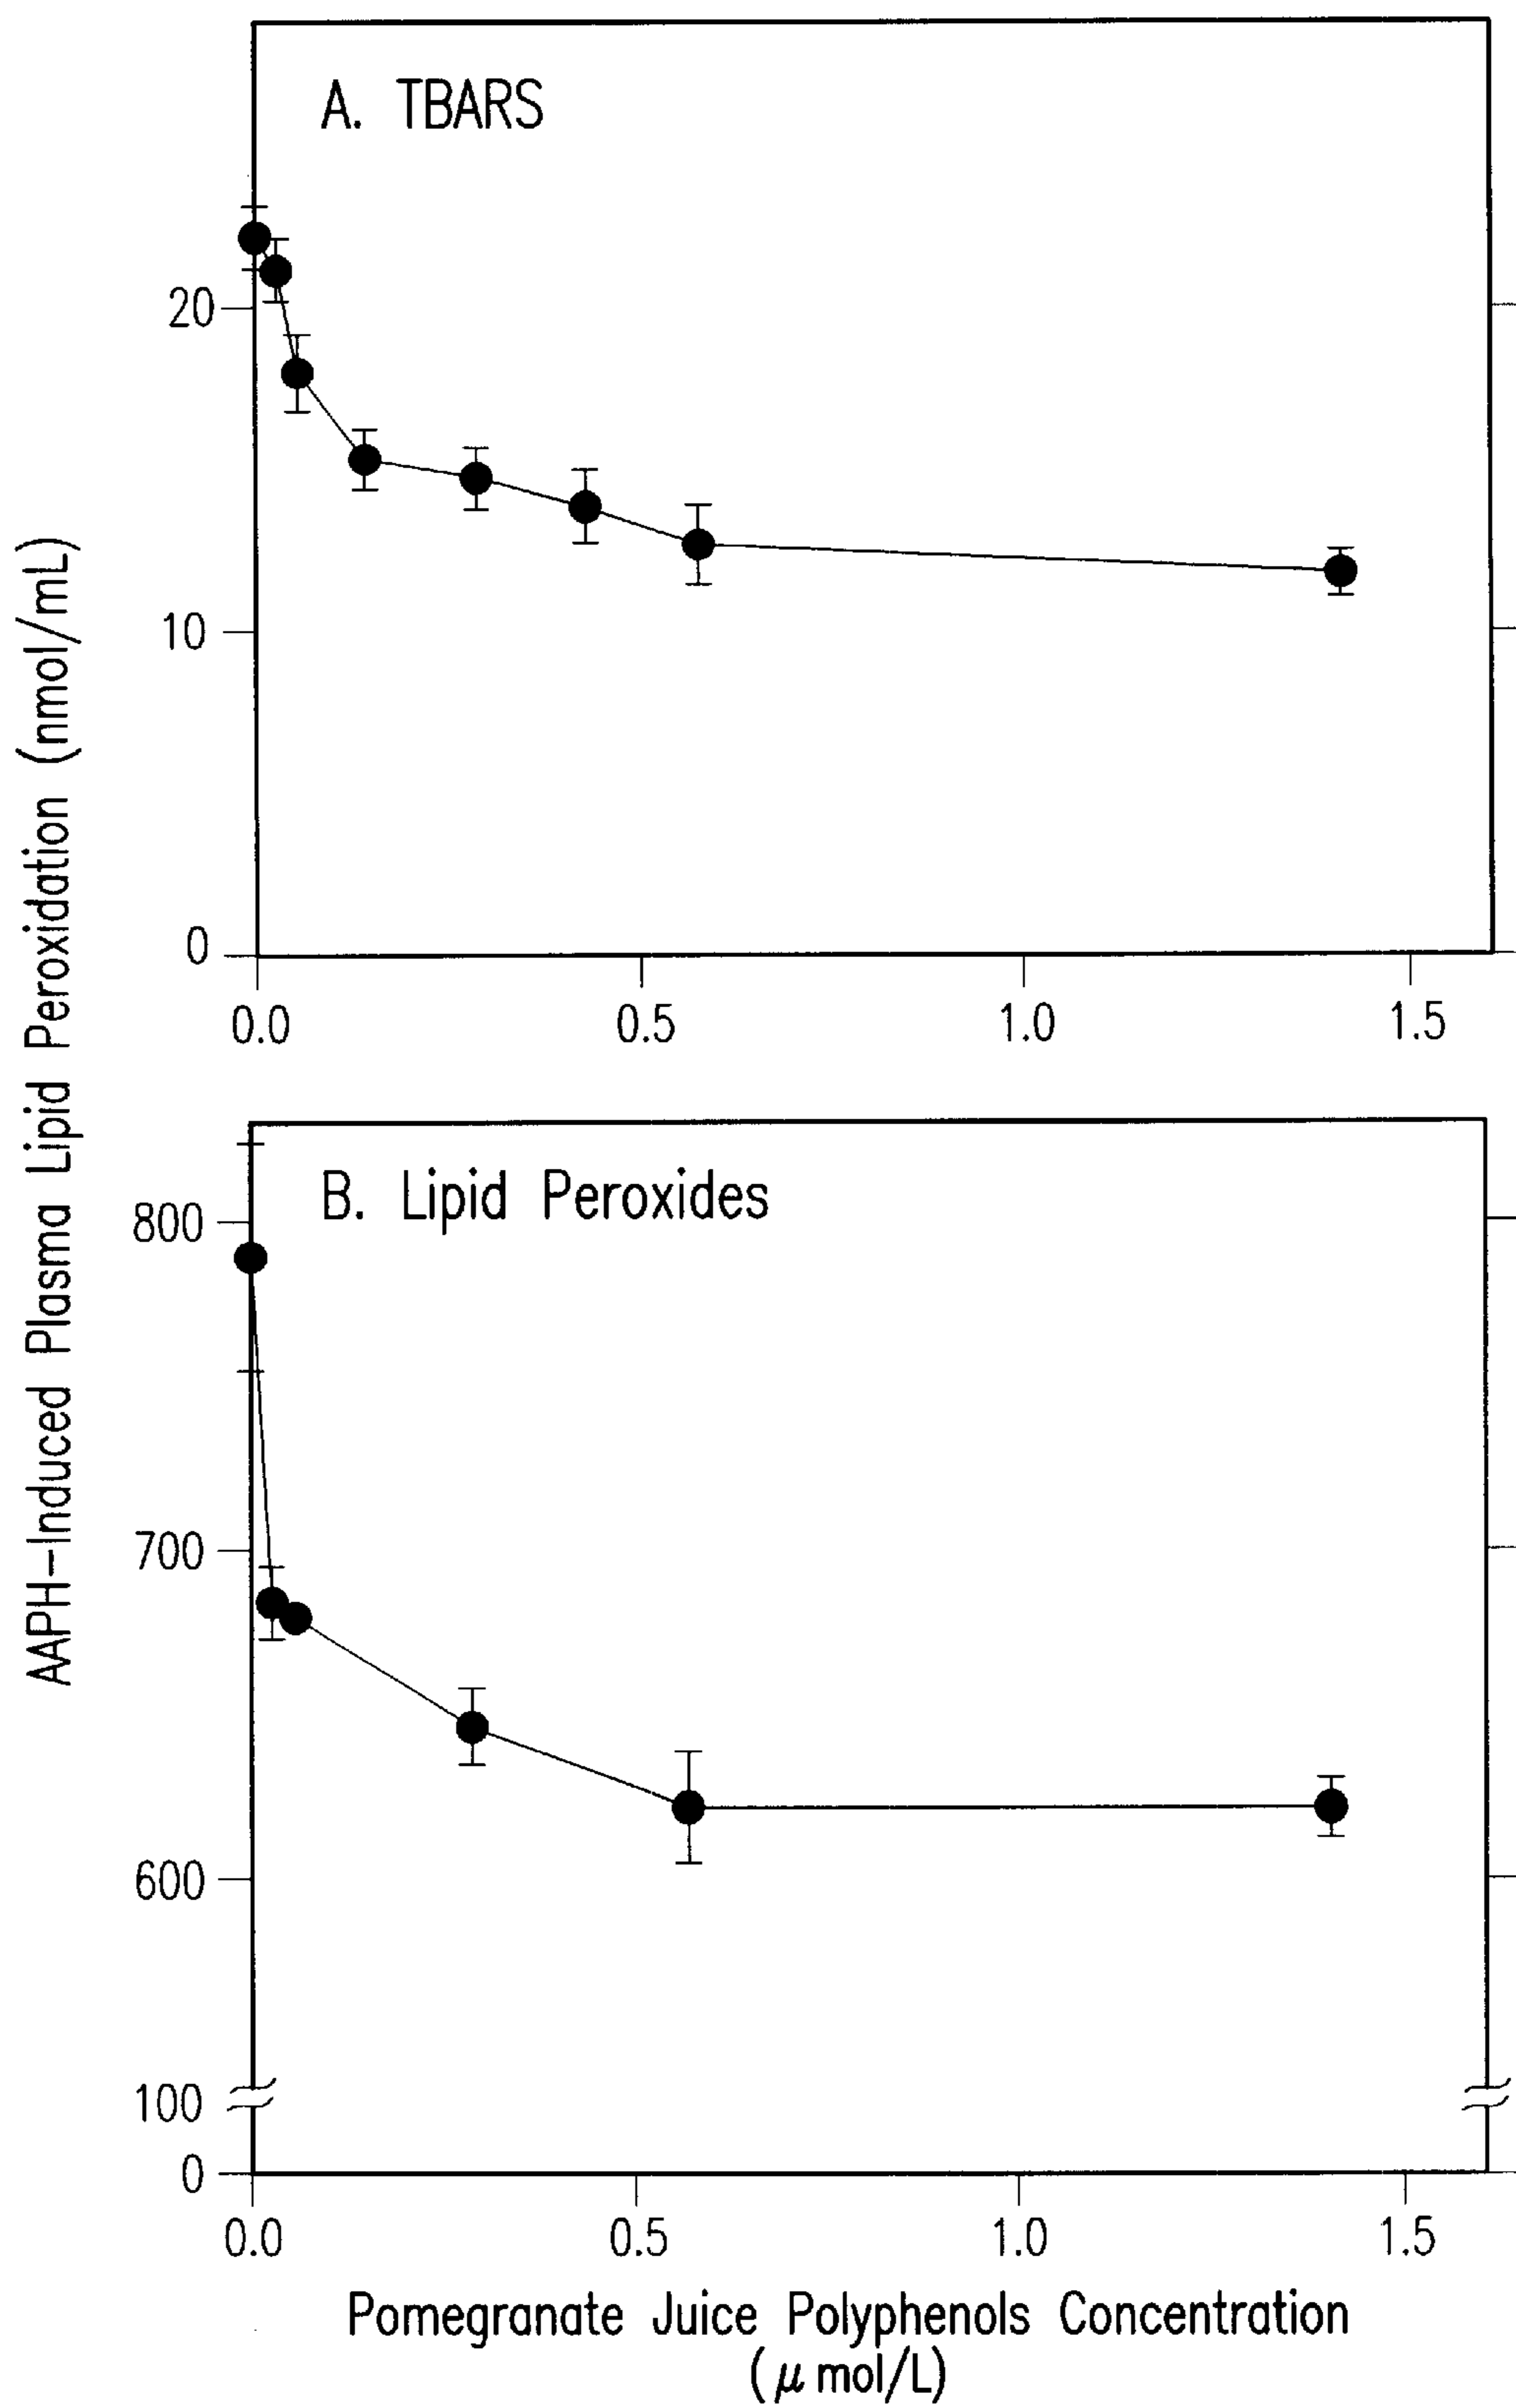 A. TBARS
20
10
0
0.0 0.5 1.0 1.5
AAPH-Induced Plasma Lipid Peroxidation (nmol/mL)
B. Lipid Peroxides
800
700
600
100
0
0.0 0.5 1.0 1.5
Pomegranate Juice Polyphenols Concentration
(μ mol/L)